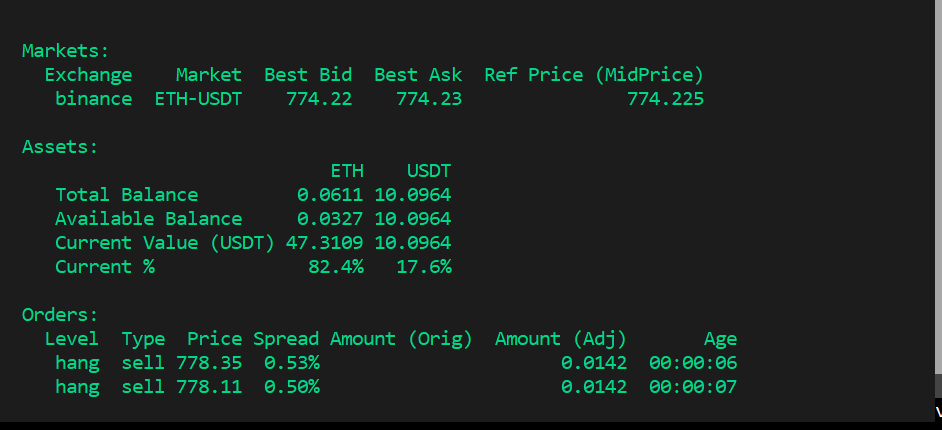 Markets:
Exchange Market Best Bid Best Ask Ref Price (MidPrice)
binance ETH-USDT 774.22 774.23 774.225
Assets:
ETH USDT
Total Balance 0.0611 10.0964
Available Balance 0.0327 10.0964
Current Value (USDT) 47.3109 10.0964
Current % 82.4% 17.6%
Orders:
Level Type Price Spread Amount (Orig) Amount (Adj) Age
hang sell 778.35 0.53% 0.0142 00:00:06
hang sell 778.11 0.50% 0.0142 00:00:07